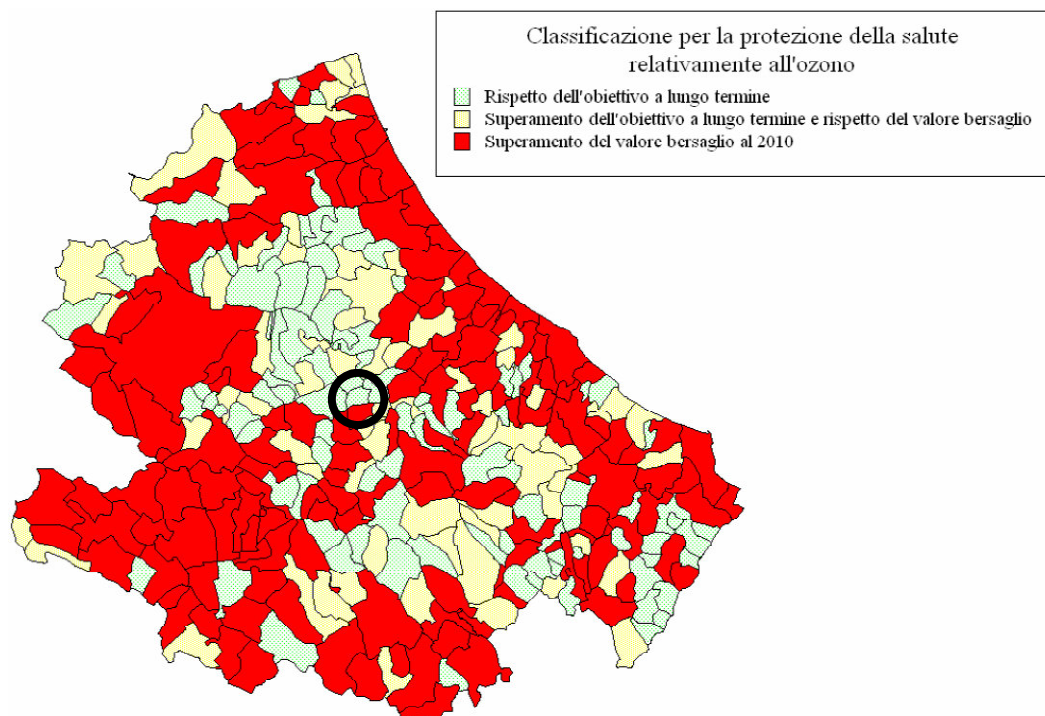 Classificazione per la protezione della salute
relativamente all'ozono
Rispetto dell'obiettivo a lungo termine
Superamento dell'obiettivo a lungo termine e rispetto del valore bersaglio
Superamento del valore bersaglio al 2010